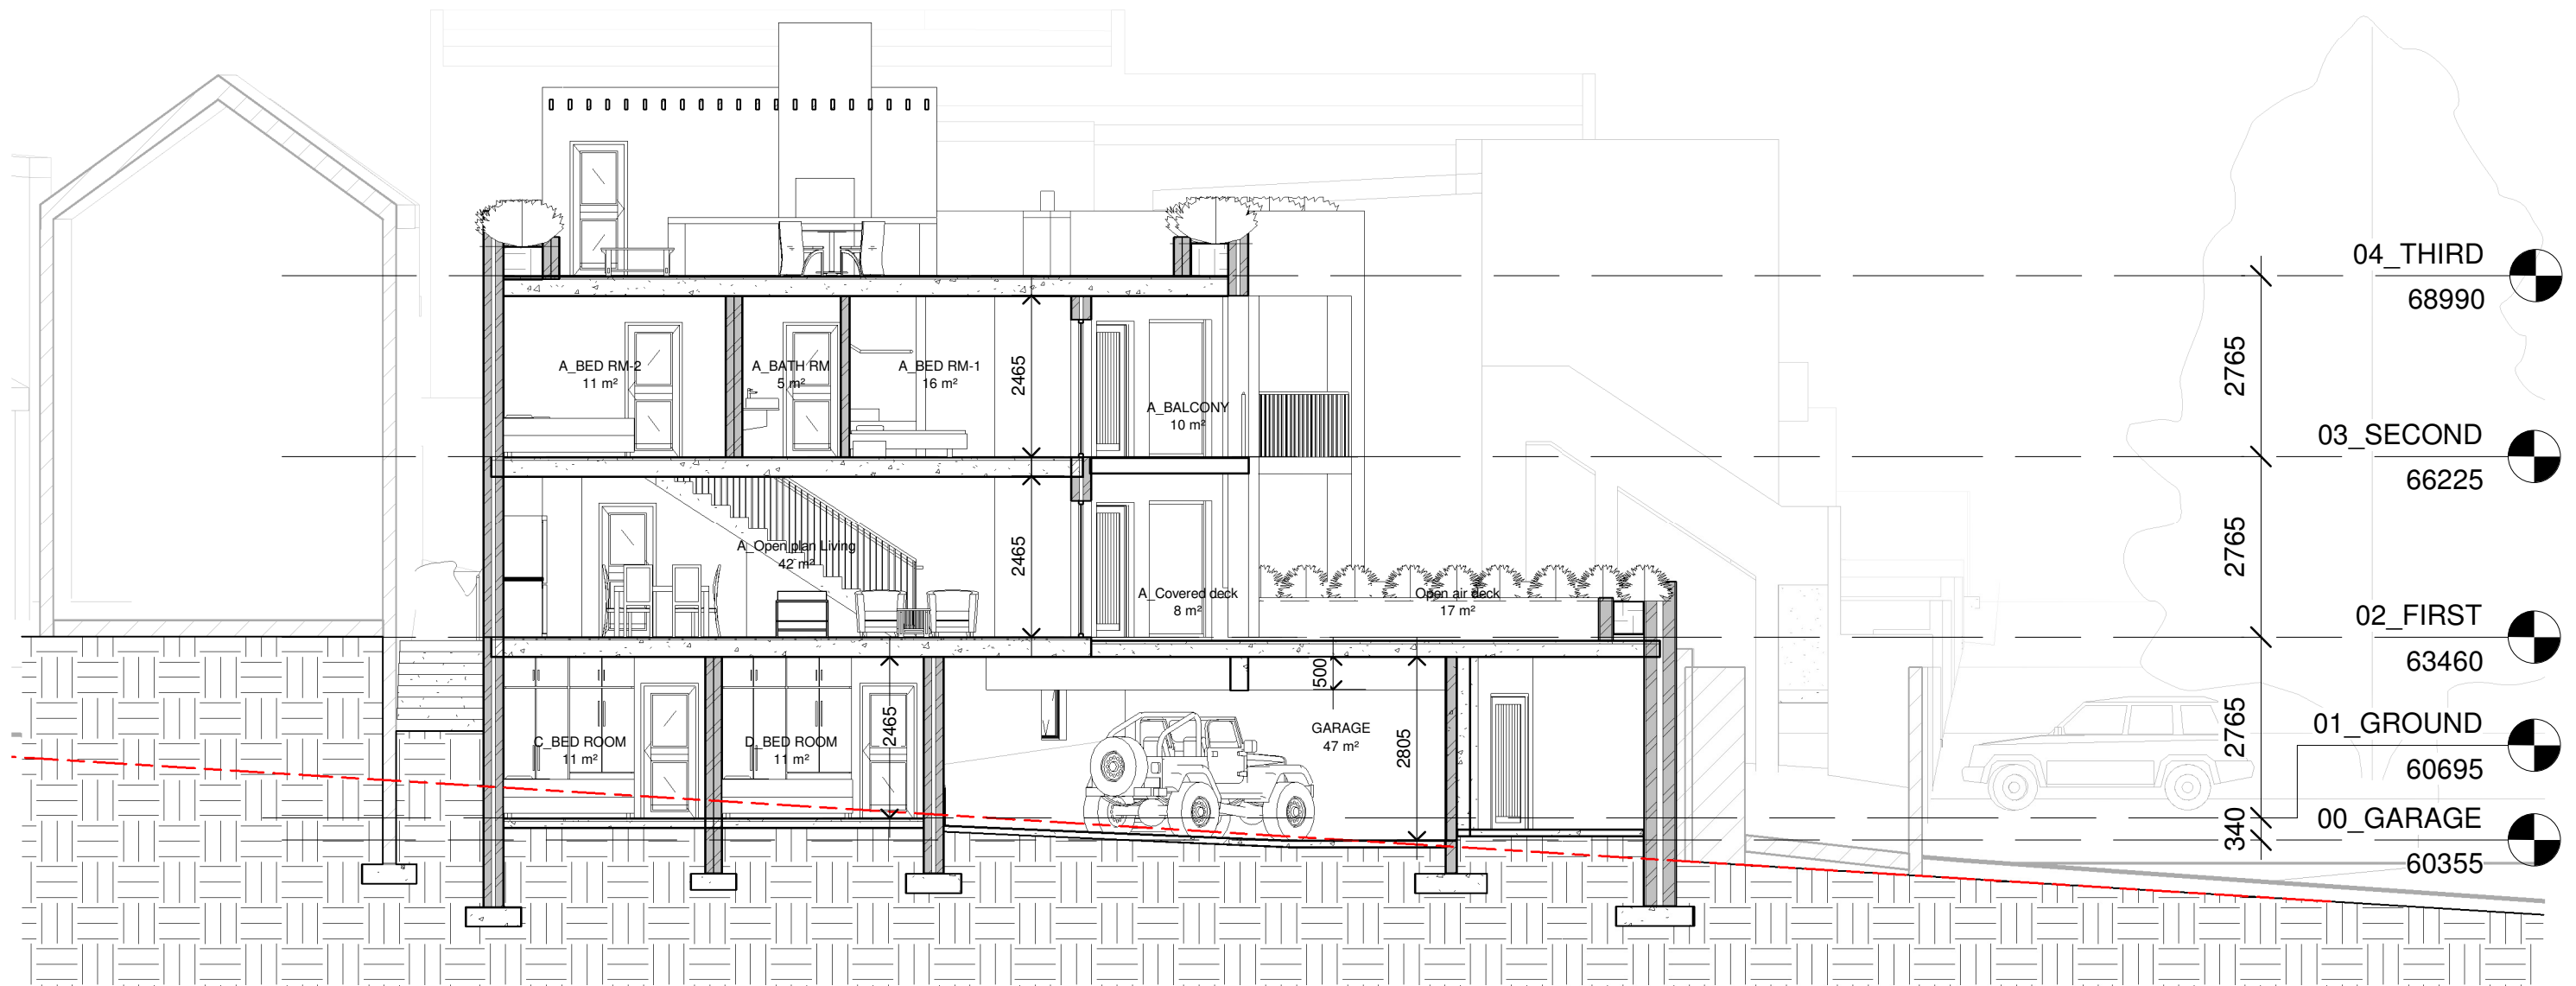 04_THIRD
68990
2765
A_BED RM-2
11 m²
A_BATH RM
5 m²
A_BED RM-1
16 m²
2465
A_BALCONY
10 m²
03_SECOND
66225
2765
A_Open plan Living
42 m²
2465
A_Covered deck
8 m²
Open air deck
17 m²
02_FIRST
63460
2765
C_BED ROOM
11 m²
D_BED ROOM
11 m²
2465
500
GARAGE
47 m²
2805
01_GROUND
60695
340
00_GARAGE
60355